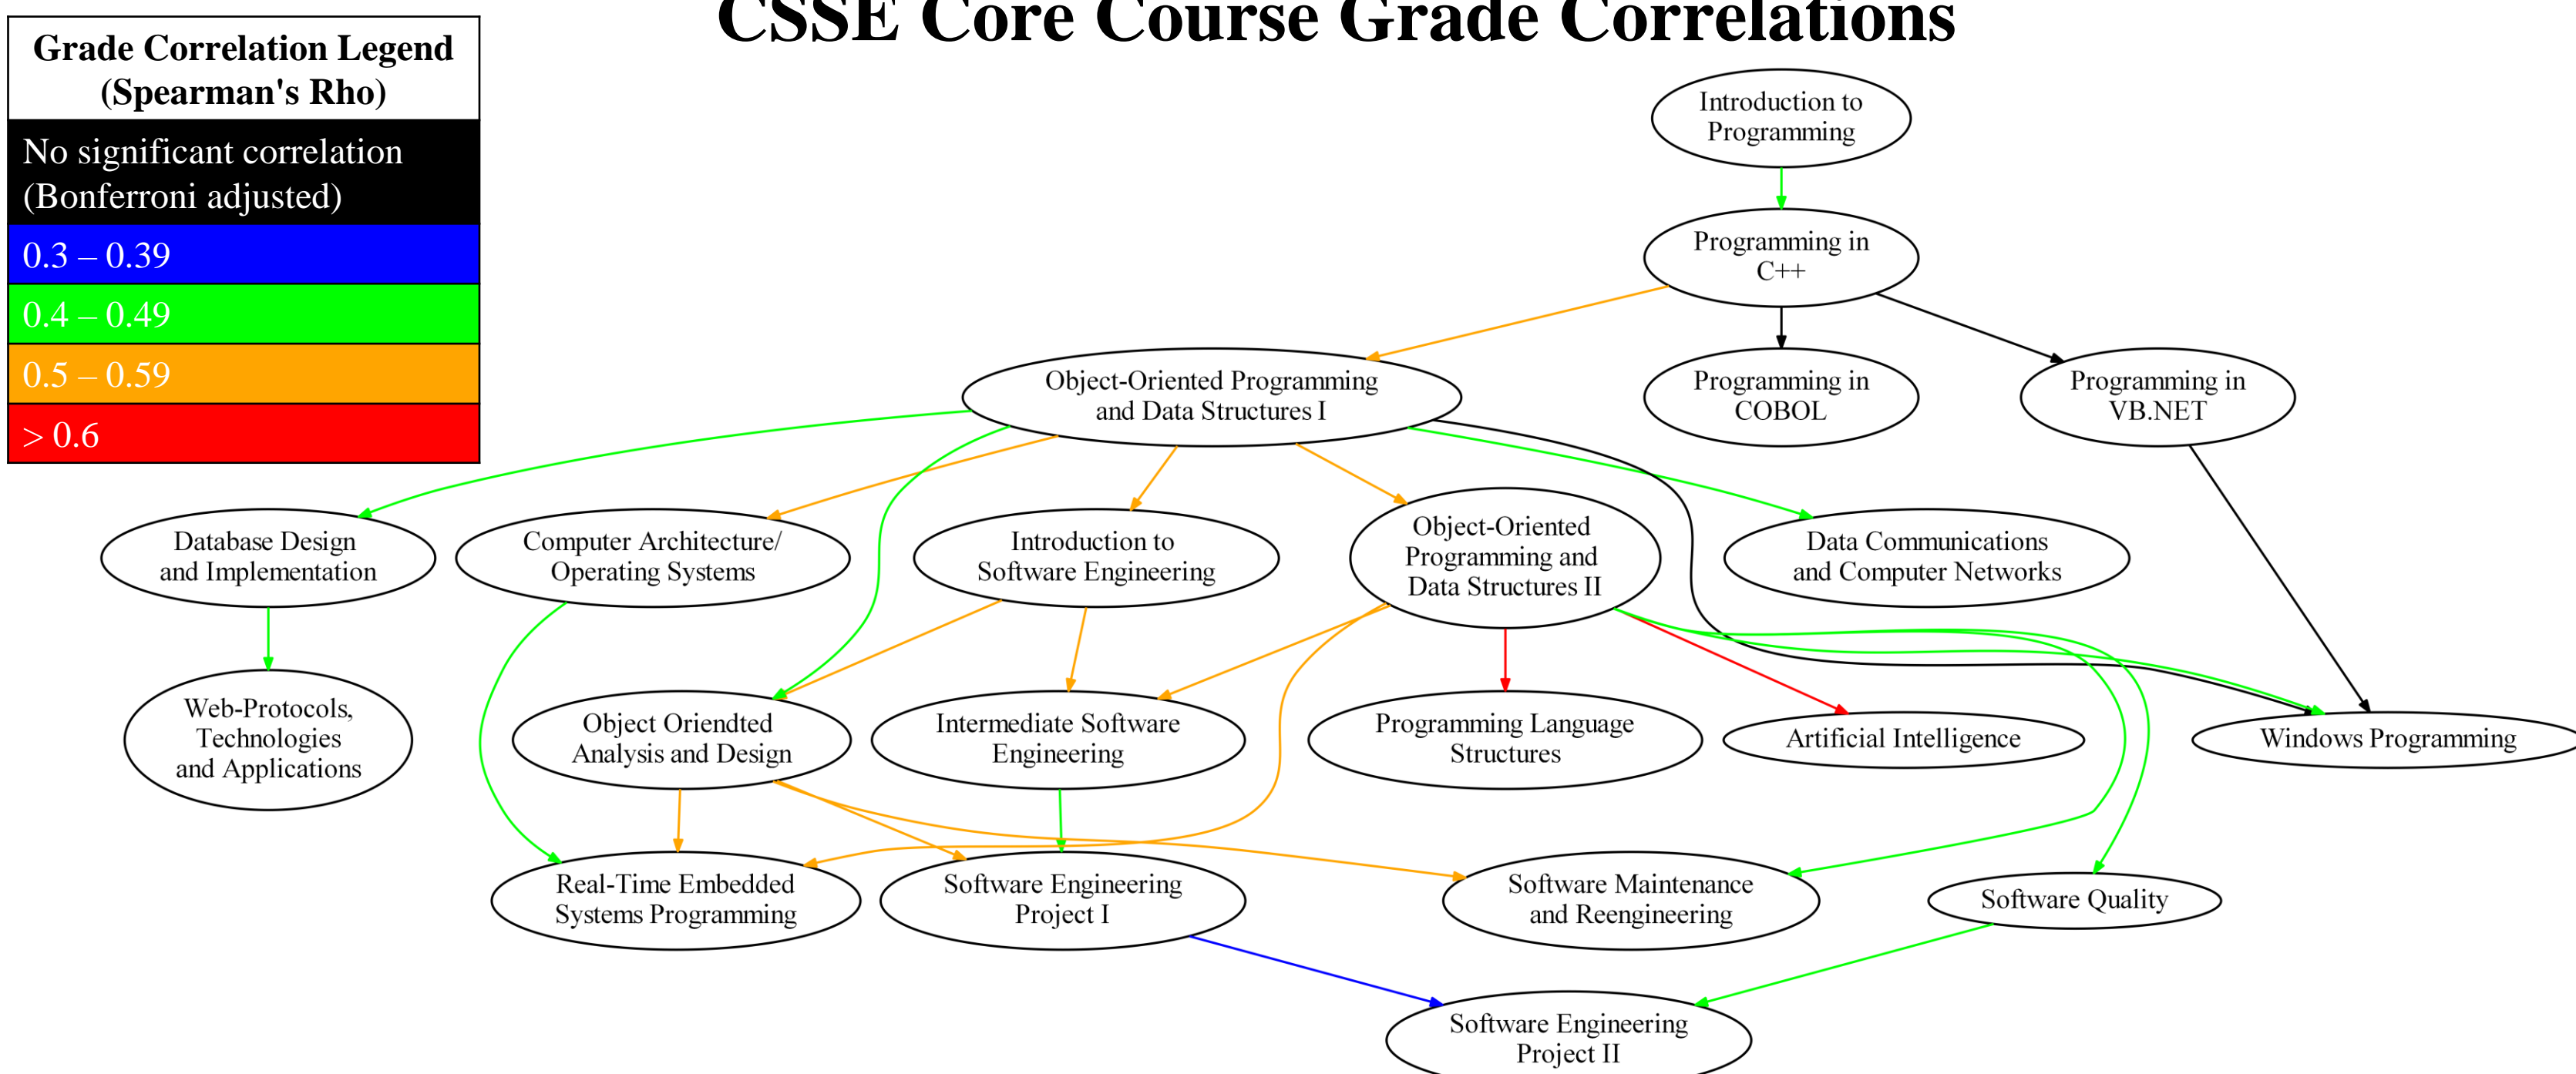 CSSE Core Course Grade Correlations
Grade Correlation Legend
(Spearman's Rho)
No significant correlation
(Bonferroni adjusted)
0.3 – 0.39
0.4 – 0.49
0.5 – 0.59
> 0.6
Introduction to
Programming
Programming in
C++
Object-Oriented Programming
and Data Structures I
Programming in
COBOL
Programming in
VB.NET
Database Design
and Implementation
Computer Architecture/
Operating Systems
Introduction to
Software Engineering
Object-Oriented
Programming and
Data Structures II
Data Communications
and Computer Networks
Web-Protocols,
Technologies
and Applications
Object Oriendted
Analysis and Design
Intermediate Software
Engineering
Programming Language
Structures
Artificial Intelligence
Windows Programming
Real-Time Embedded
Systems Programming
Software Engineering
Project I
Software Maintenance
and Reengineering
Software Quality
Software Engineering
Project II